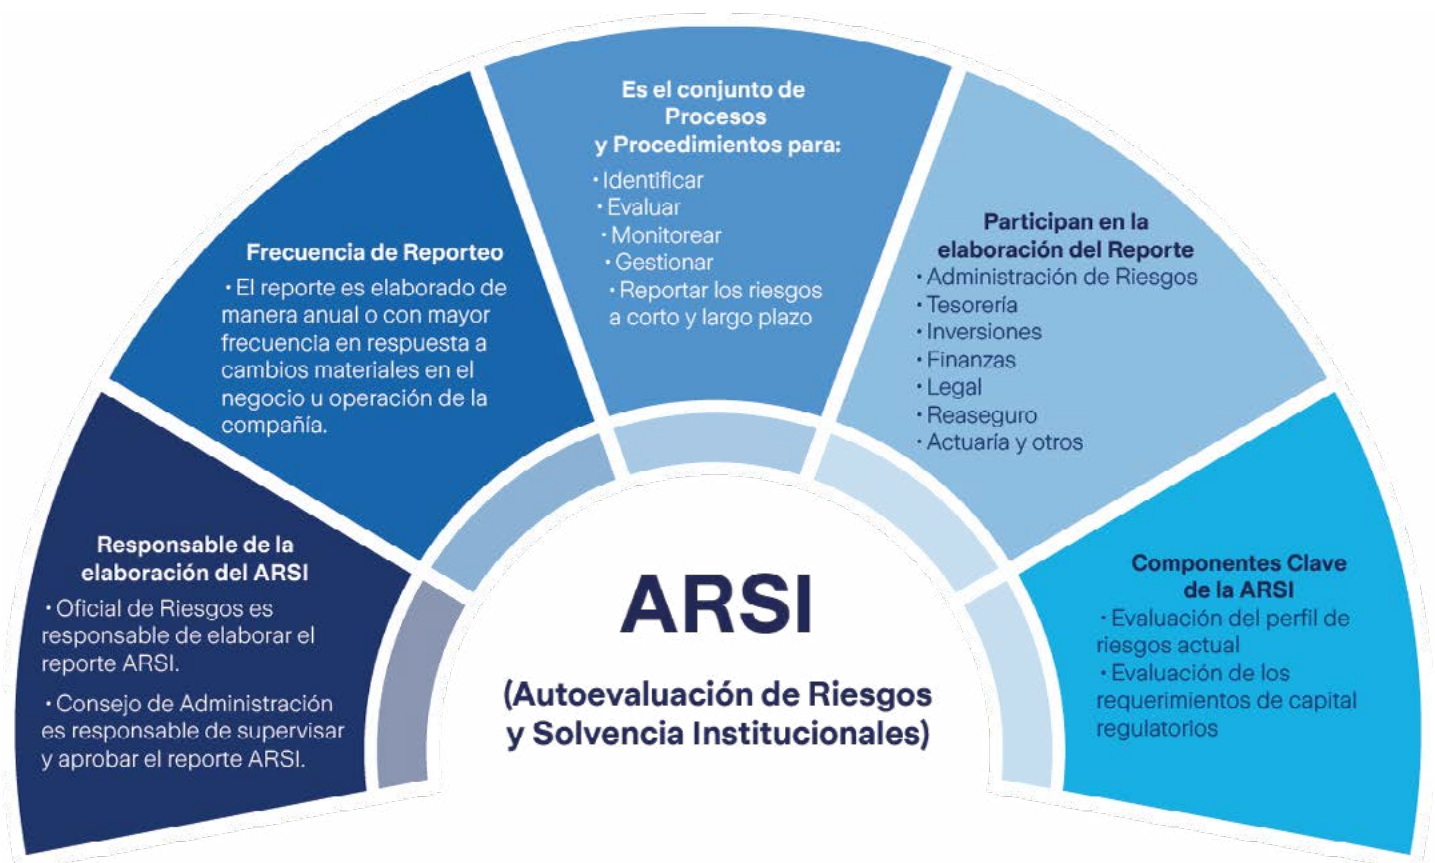 Responsable de la
elaboración del ARSI
· Oficial de Riesgos es
responsable de elaborar el
reporte ARSI.
· Consejo de Administración
es responsable de supervisar
y aprobar el reporte ARSI.
Frecuencia de Reporteo
· El reporte es elaborado de
manera anual o con mayor
frecuencia en respuesta a
cambios materiales en el
negocio u operación de la
compañía.
Es el conjunto de
Procesos
y Procedimientos para:
· Identificar
· Evaluar
· Monitorear
· Gestionar
· Reportar los riesgos
a corto y largo plazo
Participan en la
elaboración del Reporte
· Administración de Riesgos
· Tesorería
· Inversiones
· Finanzas
· Legal
· Reaseguro
· Actuaría y otros
Componentes Clave
de la ARSI
· Evaluación del perfil de
riesgos actual
· Evaluación de los
requerimientos de capital
regulatorios
ARSI
(Autoevaluación de Riesgos
y Solvencia Institucionales)